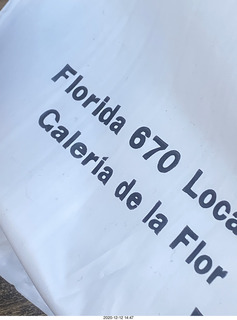 Florida 670 Loca
Galería de la Flor
2020-12-12 14:47